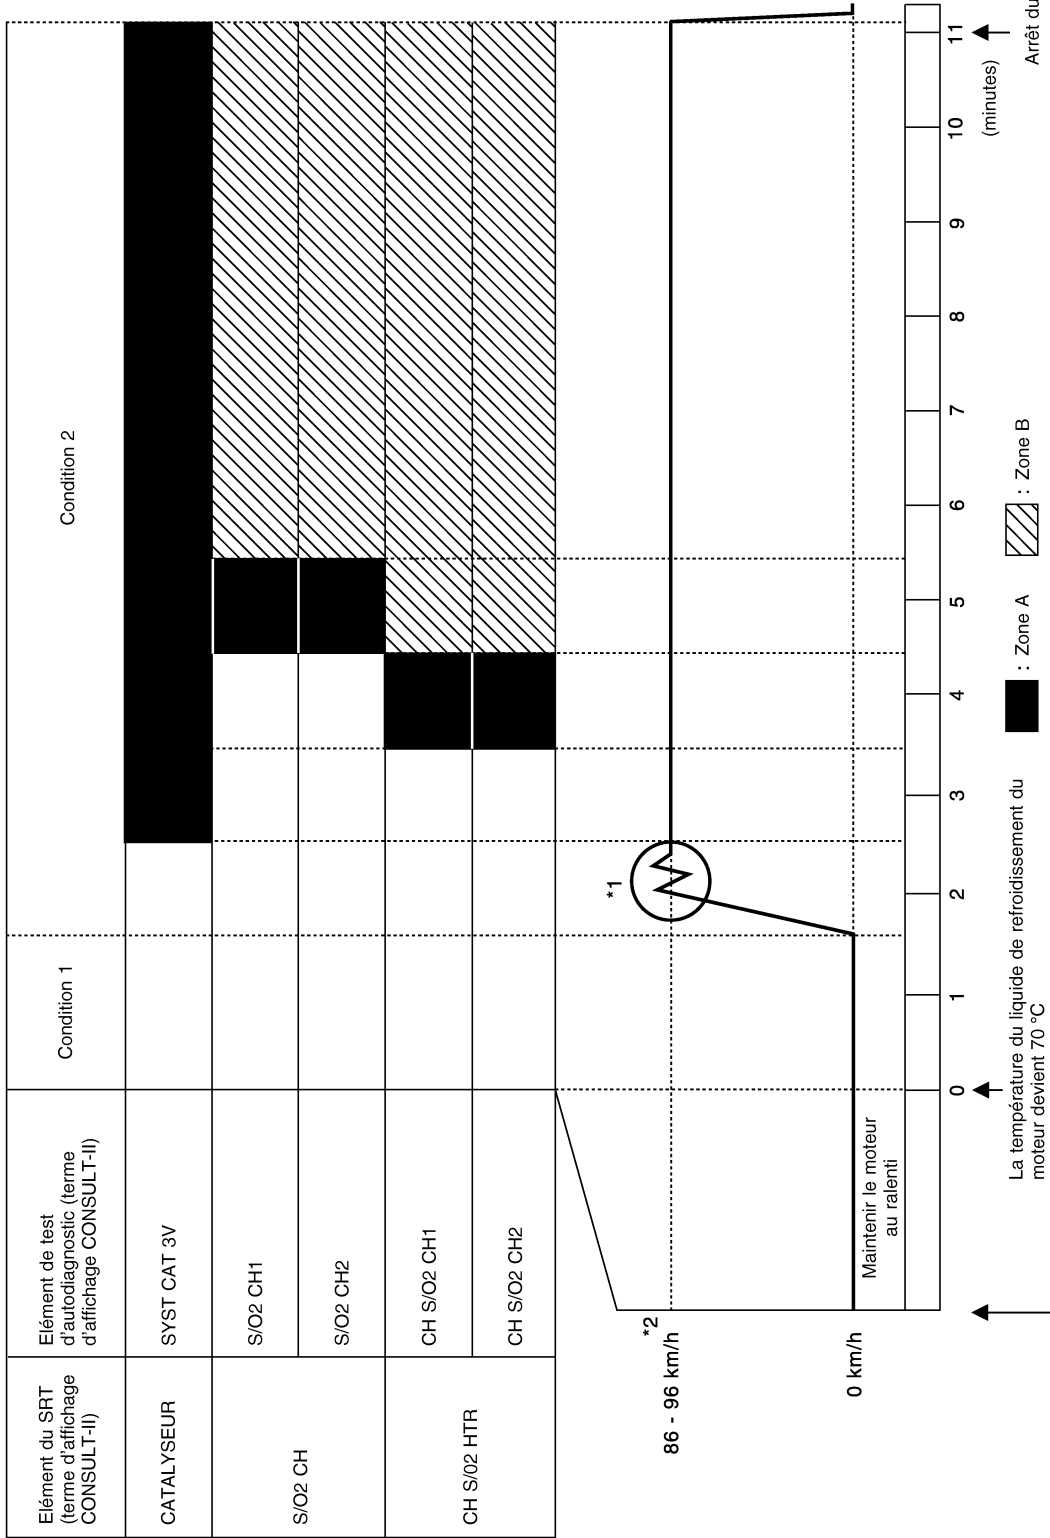 Elément du SRT
(terme d'affichage
CONSULT-II)
Elément de test
d'autodiagnostic (terme
d'affichage CONSULT-II)
Condition 1
Condition 2
CATALYSEUR
SYST CAT 3V
S/O2 CH
S/O2 CH1
S/O2 CH2
CH S/02 HTR
CH S/O2 CH1
CH S/O2 CH2
*1
*2
86 - 96 km/h
0 km/h
Maintenir le moteur
au ralenti
0 1 2 3 4 5 6 7 8 9 10 11
(minutes)
La température du liquide de refroidissement du
moteur devient 70 °C
: Zone A
: Zone B
Arrêt du